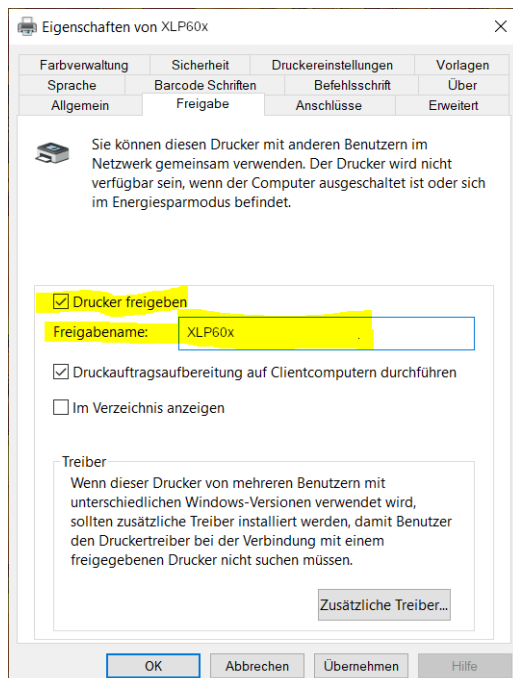 Eigenschaften von XLP60x
Farbverwaltung Sicherheit Druckereinstellungen Vorlagen
Sprache Barcode Schriften Befehlsschrift Über
Allgemein Freigabe Anschlüsse Erweitert
Sie können diesen Drucker mit anderen Benutzern im
Netzwerk gemeinsam verwenden. Der Drucker wird nicht
verfügbar sein, wenn der Computer ausgeschaltet ist oder sich
im Energiesparmodus befindet.
Drucker freigeben
Freigabename: XLP60x .
Druckauftragsaufbereitung auf Clientcomputern durchführen
Im Verzeichnis anzeigen
Treiber
Wenn dieser Drucker von mehreren Benutzern mit
unterschiedlichen Windows-Versionen verwendet wird,
sollten zusätzliche Treiber installiert werden, damit Benutzer
den Druckertreiber bei der Verbindung mit einem
freigegebenen Drucker nicht suchen müssen.
Zusätzliche Treiber...
OK Abbrechen Übernehmen Hilfe